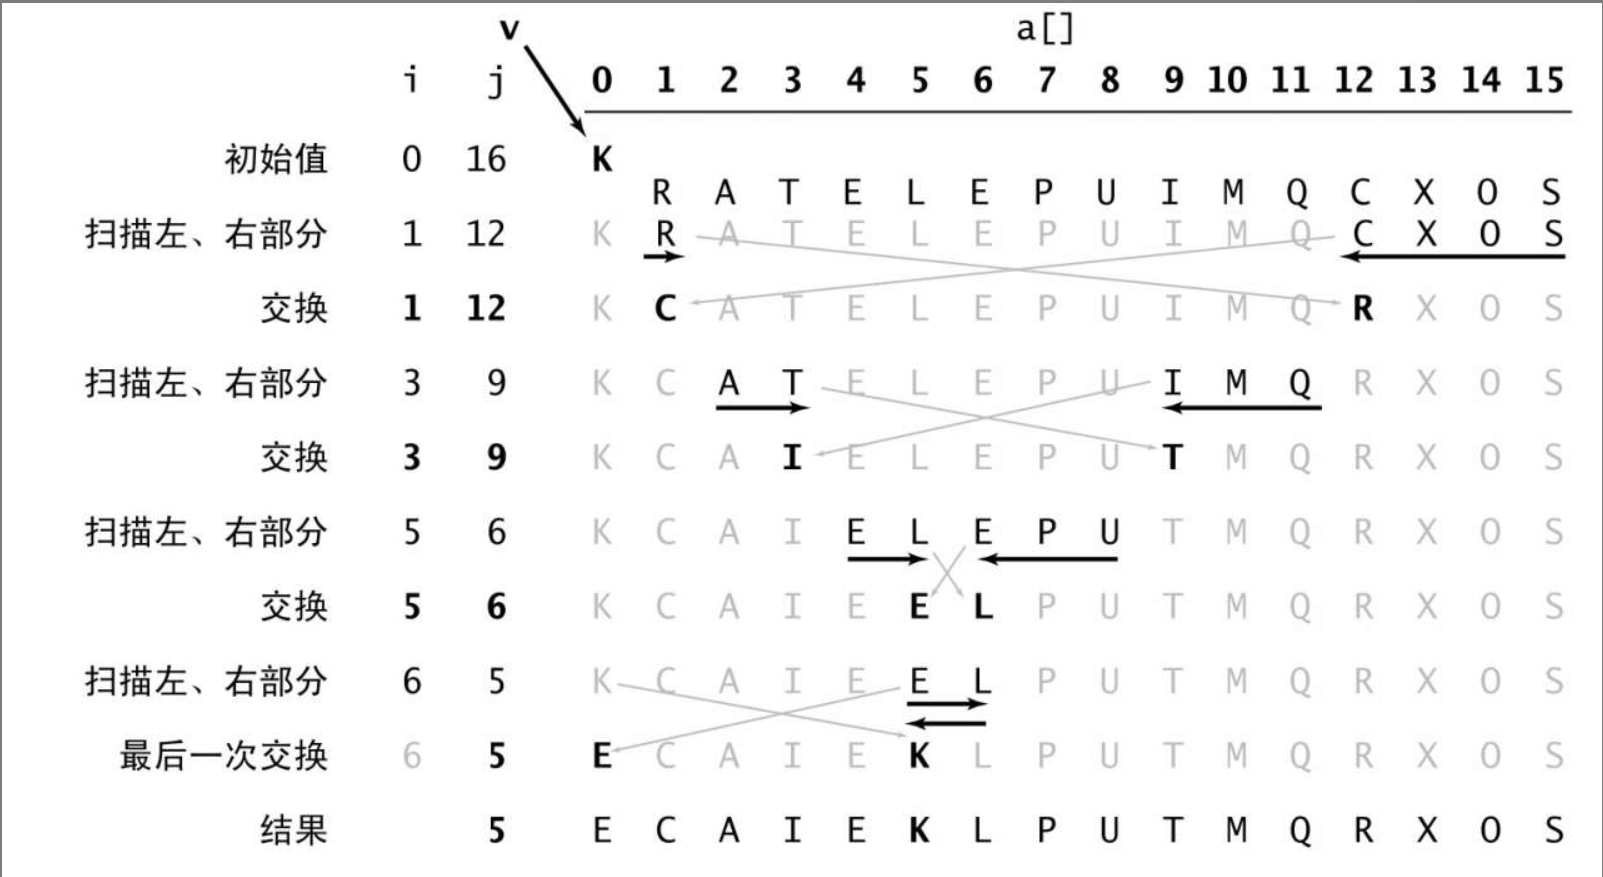 v a[]
i j 0 1 2 3 4 5 6 7 8 9 10 11 12 13 14 15
初始值 0 16 K
R A T E L E P U I M Q C X O S
扫描左、右部分 1 12 K R A T E L E P U I M Q C X O S
交换 1 12 K C A T E L E P U I M Q R X O S
扫描左、右部分 3 9 K C A T E L E P U I M Q R X O S
交换 3 9 K C A I E L E P U T M Q R X O S
扫描左、右部分 5 6 K C A I E L E P U T M Q R X O S
交换 5 6 K C A I E E L P U T M Q R X O S
扫描左、右部分 6 5 K C A I E E L P U T M Q R X O S
最后一次交换 6 5 E C A I E K L P U T M Q R X O S
结果 5 E C A I E K L P U T M Q R X O S